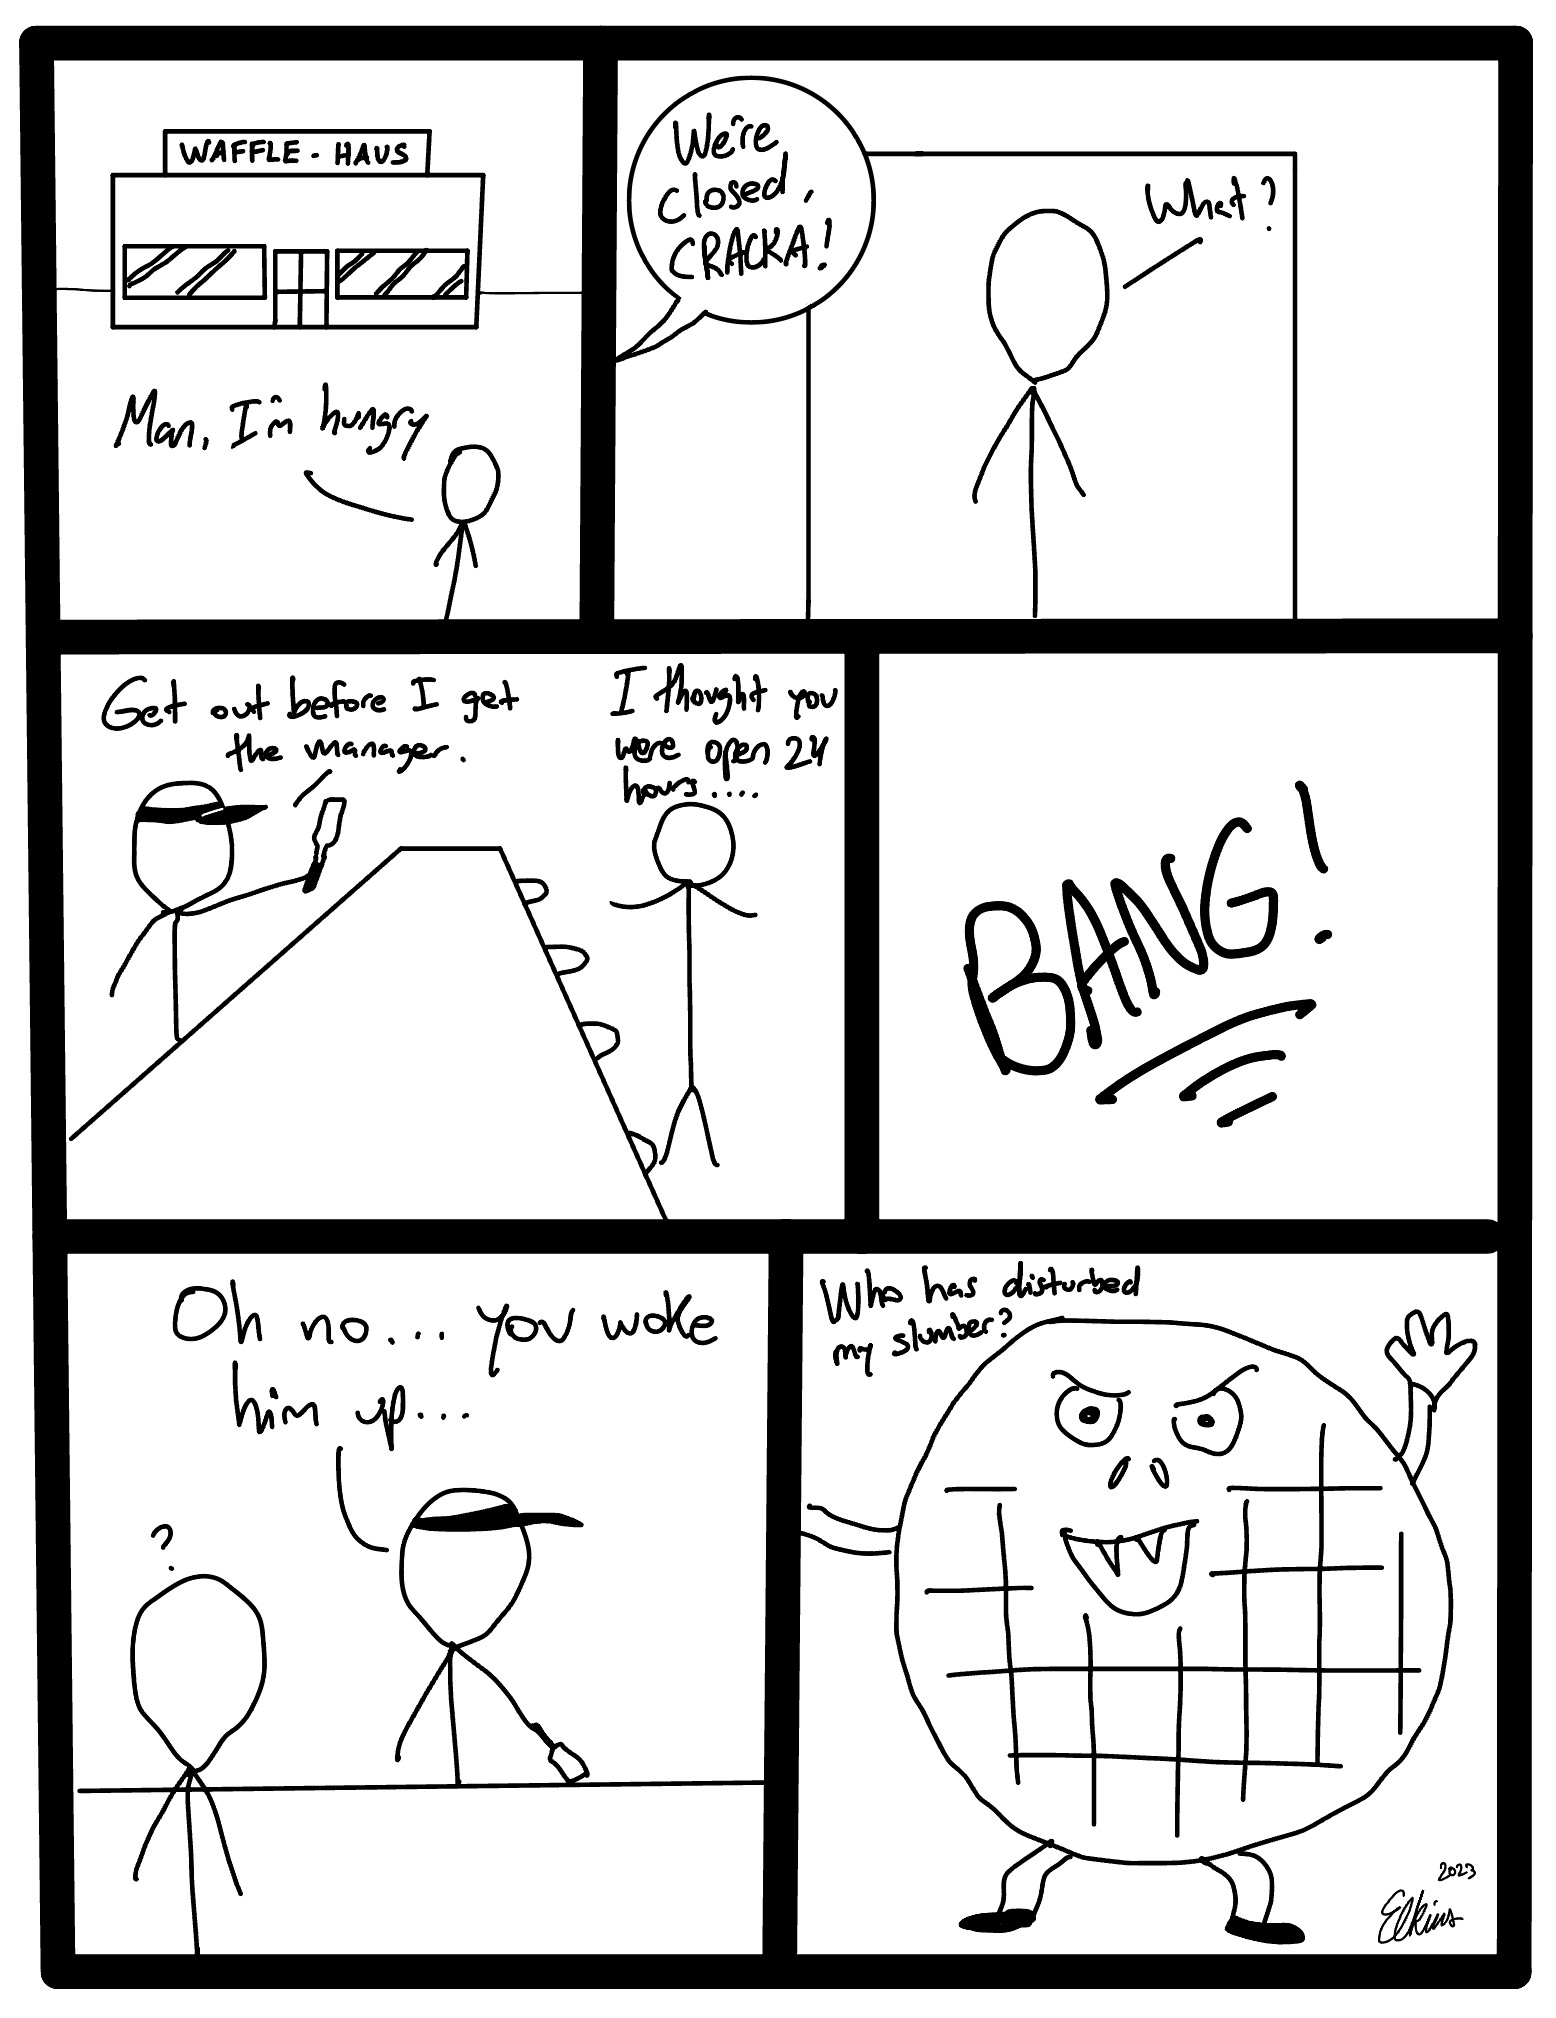 WAFFLE - HAUS
Man, I'm hungry
We're
closed,
CRACKA!
What?
Get out before I get
the manager.
I thought you
were open 24
hours....
BANG!
Oh no... you woke
him up...
?
Who has disturbed
my slumber?
2023
Elkins